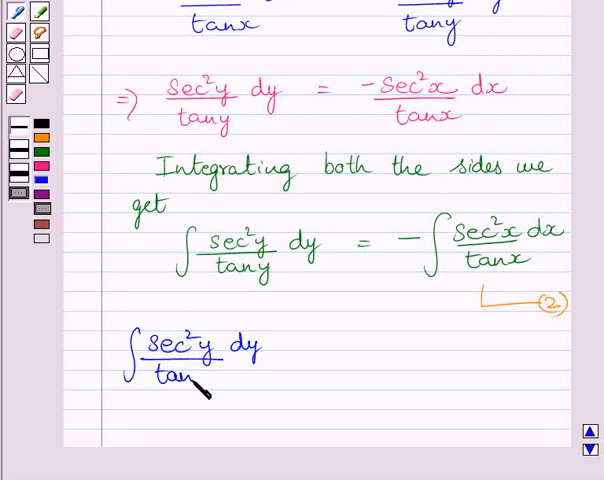 tanx tany
⇒ sec²y/tany dy = -sec²x/tanx dx
Integrating both the sides we
get
∫ sec²y/tany dy = -∫ sec²x/tanx dx
②
∫ sec²y/tan dy